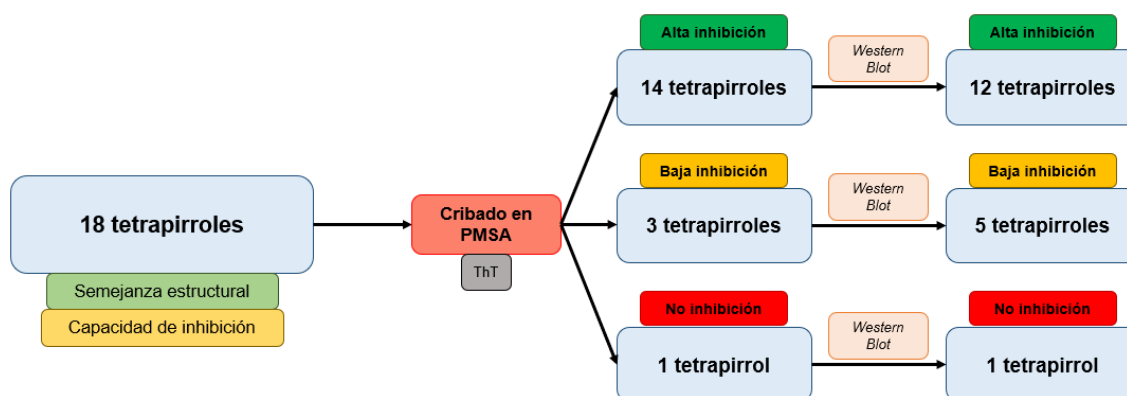 18 tetrapirroles
Semejanza estructural
Capacidad de inhibición
Cribado en
PMSA
ThT
Alta inhibición
14 tetrapirroles
Western
Blot
Alta inhibición
12 tetrapirroles
Baja inhibición
3 tetrapirroles
Western
Blot
Baja inhibición
5 tetrapirroles
No inhibición
1 tetrapirrol
Western
Blot
No inhibición
1 tetrapirrol